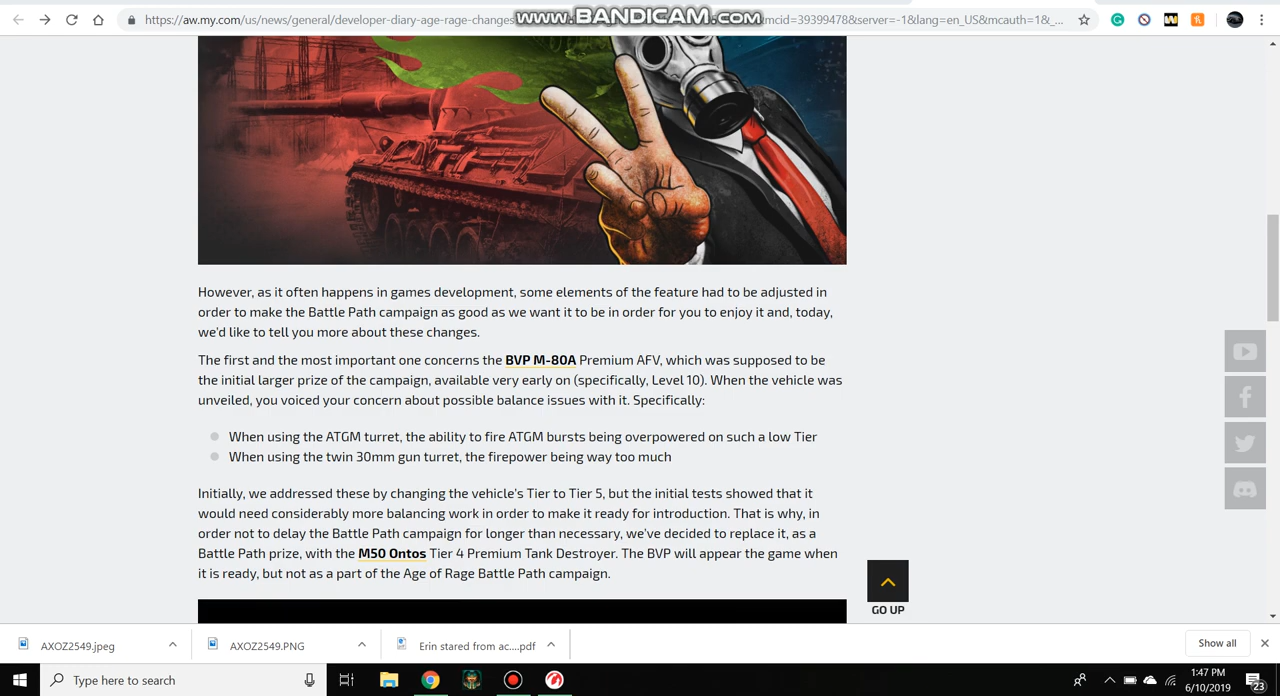 https://aw.my.com/us/news/general/developer-diary-age-rage-changes
www.BANDICAM.com
mcid=39399478&server=-1&lang=en_US&mcauth=1&_...
However, as it often happens in games development, some elements of the feature had to be adjusted in
order to make the Battle Path campaign as good as we want it to be in order for you to enjoy it and, today,
we'd like to tell you more about these changes.
The first and the most important one concerns the BVP M-80A Premium AFV, which was supposed to be
the initial larger prize of the campaign, available very early on (specifically, Level 10). When the vehicle was
unveiled, you voiced your concern about possible balance issues with it. Specifically:
When using the ATGM turret, the ability to fire ATGM bursts being overpowered on such a low Tier
When using the twin 30mm gun turret, the firepower being way too much
Initially, we addressed these by changing the vehicle's Tier to Tier 5, but the initial tests showed that it
would need considerably more balancing work in order to make it ready for introduction. That is why, in
order not to delay the Battle Path campaign for longer than necessary, we've decided to replace it, as a
Battle Path prize, with the M50 Ontos Tier 4 Premium Tank Destroyer. The BVP will appear the game when
it is ready, but not as a part of the Age of Rage Battle Path campaign.
GO UP
AXOZ2549.jpeg
AXOZ2549.PNG
Erin stared from ac....pdf
Show all
Type here to search
1:47 PM
6/10/2019
23